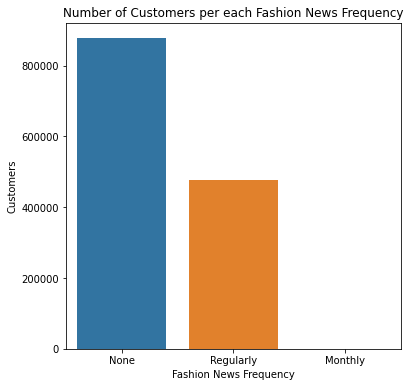 Number of Customers per each Fashion News Frequency
800000
600000
400000
200000
0
Customers
None
Regularly
Monthly
Fashion News Frequency